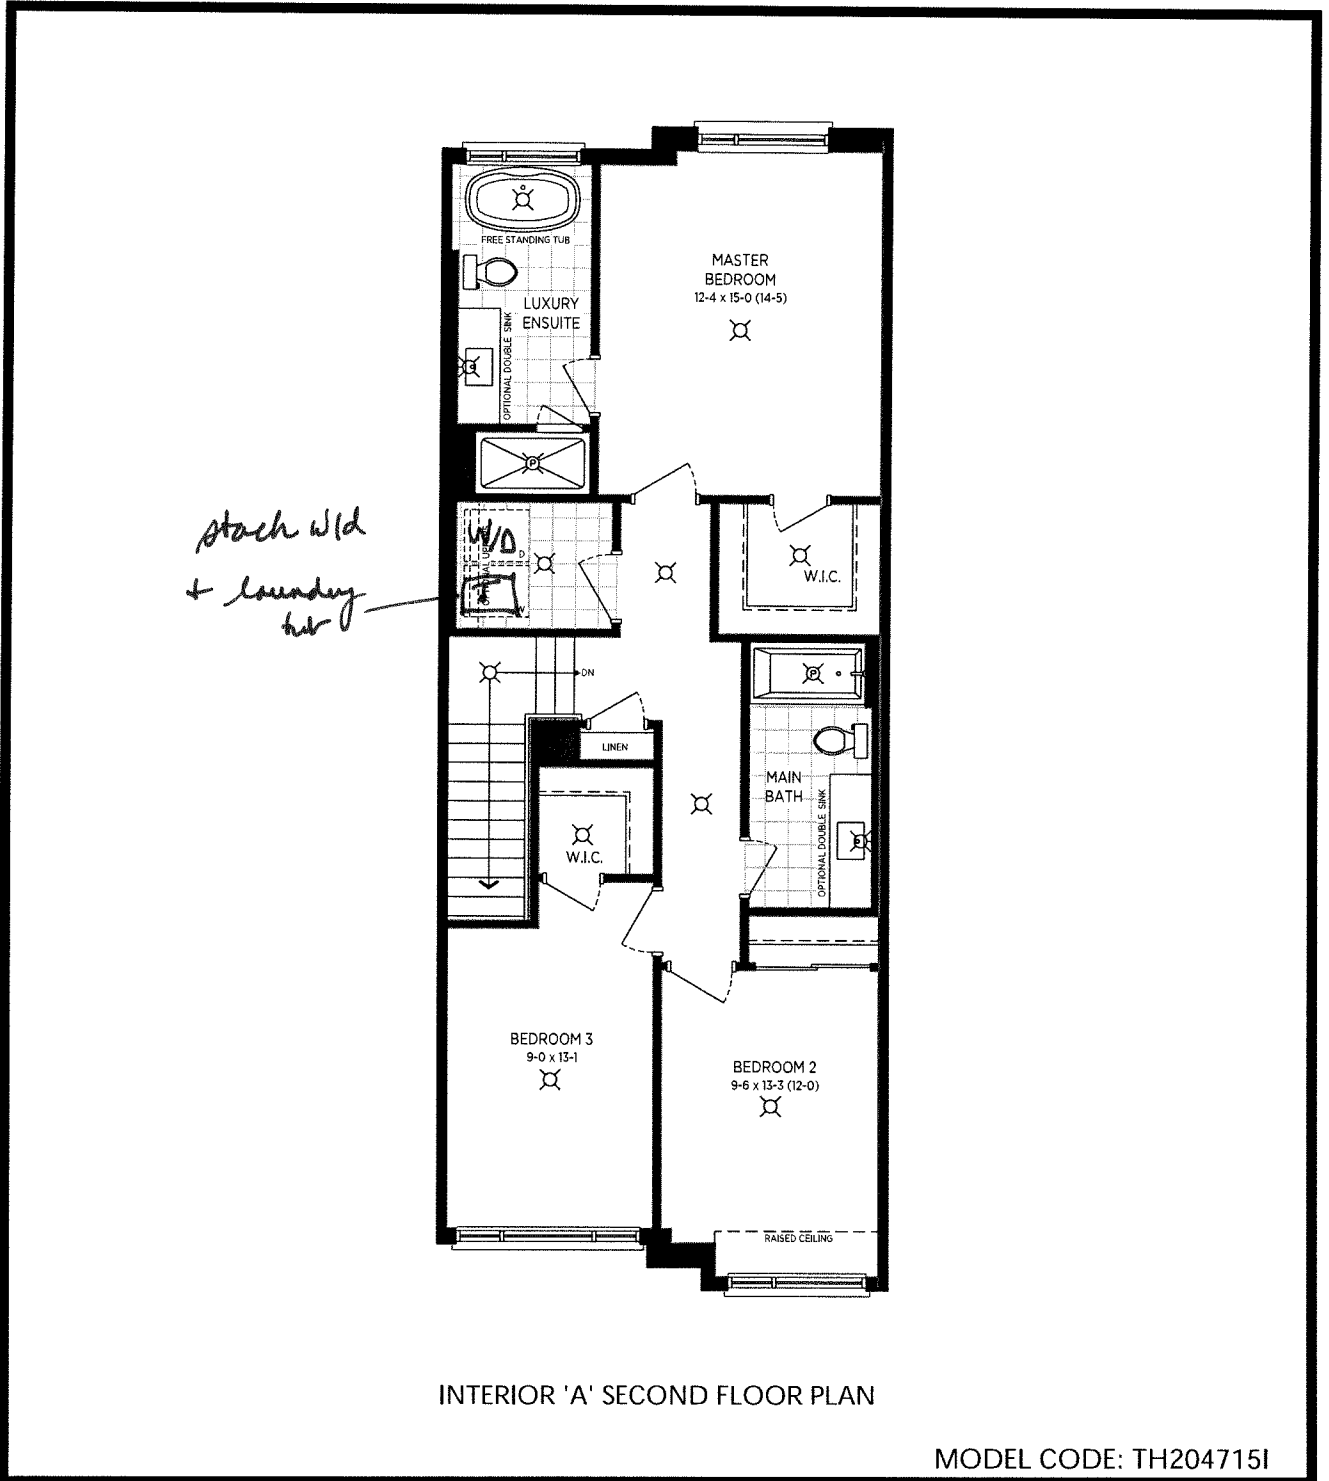 FREE STANDING TUB
MASTER
BEDROOM
12-4 x 15-0 (14-5)
LUXURY
ENSUITE
OPTIONAL DOUBLE SINK
P
stack W/d
+ laundry
tub
W/D
D
W
W.I.C.
DN
P
LINEN
MAIN
BATH
OPTIONAL DOUBLE SINK
W.I.C.
BEDROOM 3
9-0 x 13-1
BEDROOM 2
9-6 x 13-3 (12-0)
RAISED CEILING
INTERIOR 'A' SECOND FLOOR PLAN
MODEL CODE: TH204715I